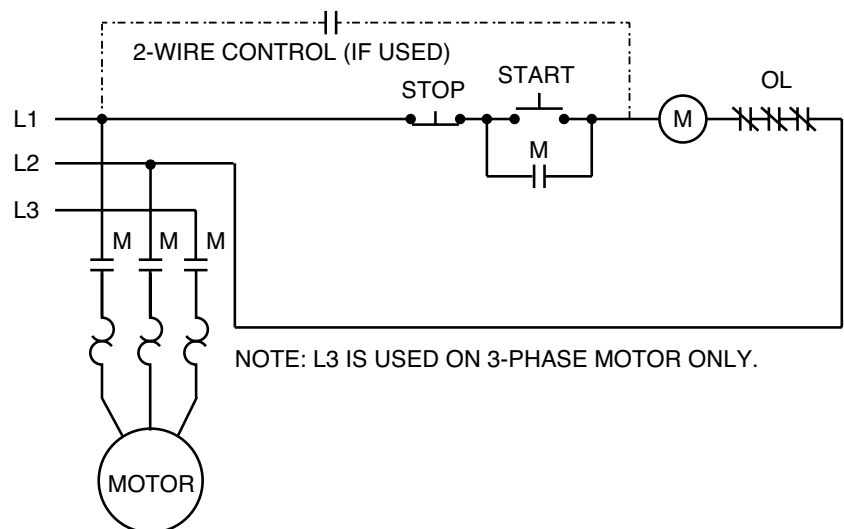 2-WIRE CONTROL (IF USED)
START
STOP
OL
L1
M
M
L2
L3
M
M
M
NOTE: L3 IS USED ON 3-PHASE MOTOR ONLY.
MOTOR